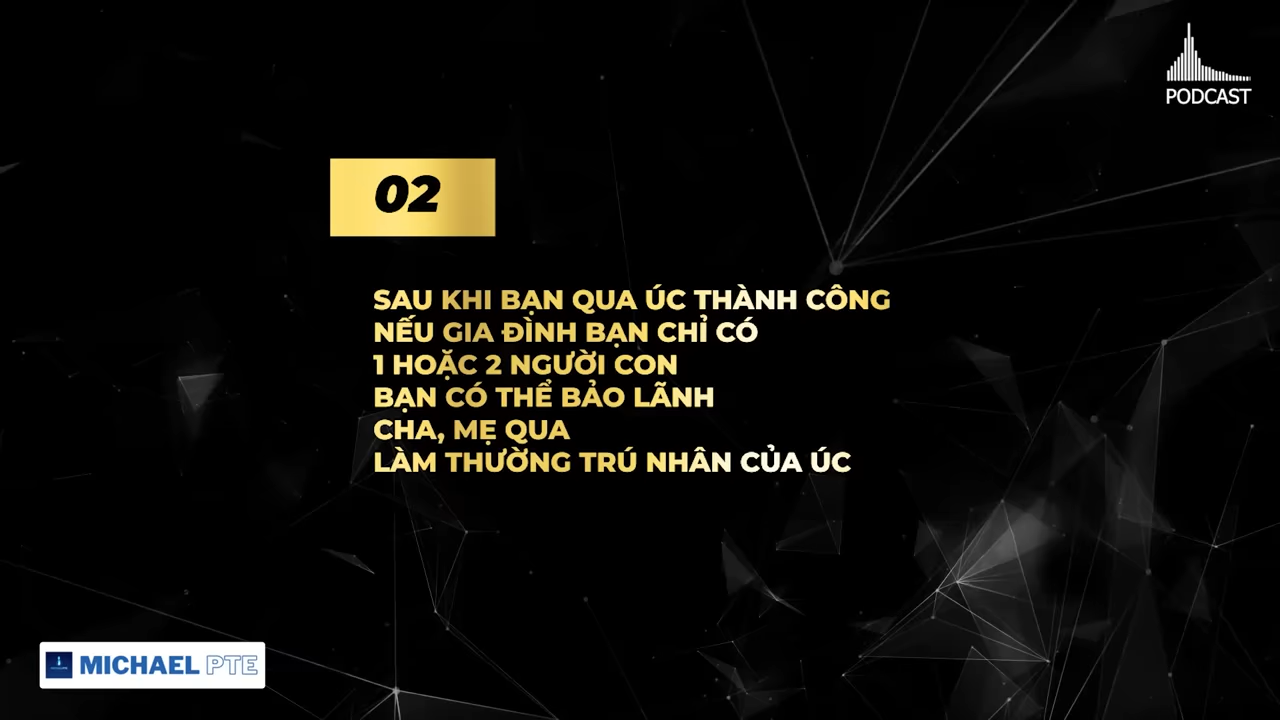 PODCAST
02
SAU KHI BẠN QUA ÚC THÀNH CÔNG
NẾU GIA ĐÌNH BẠN CHỈ CÓ
1 HOẶC 2 NGƯỜI CON
BẠN CÓ THỂ BẢO LÃNH
CHA, MẸ QUA
LÀM THƯỜNG TRÚ NHÂN CỦA ÚC
MICHAEL PTE